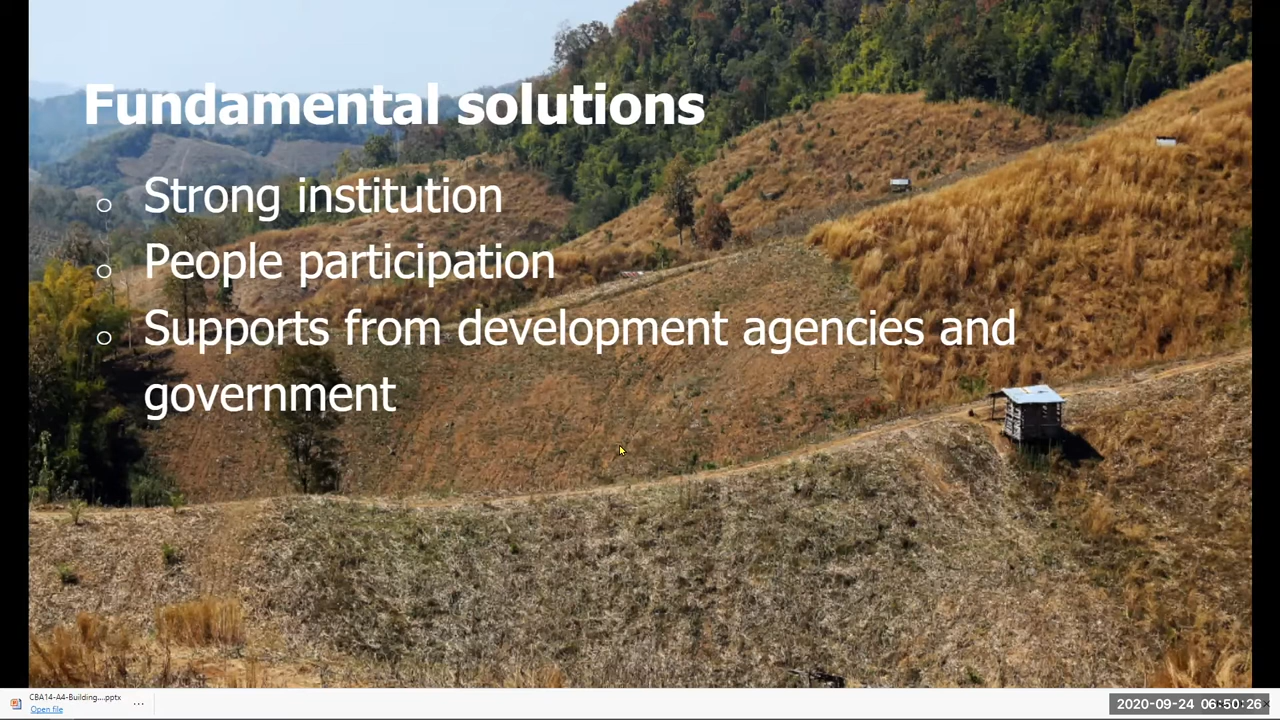 Fundamental solutions
Strong institution
People participation
Supports from development agencies and
government
CBA14-A4-Building....pptx
Open file
2020-09-24 06:50:26